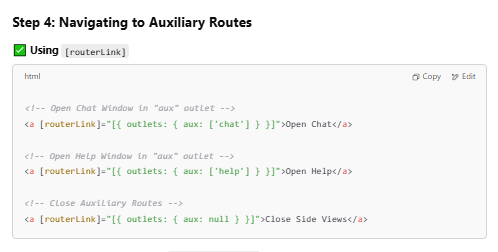 Step 4: Navigating to Auxiliary Routes
✅ Using [routerLink]
html
Copy
Edit
<!-- Open Chat Window in "aux" outlet -->
<a [routerLink]="[{ outlets: { aux: ['chat'] } }]">Open Chat</a>
<!-- Open Help Window in "aux" outlet -->
<a [routerLink]="[{ outlets: { aux: ['help'] } }]">Open Help</a>
<!-- Close Auxiliary Routes -->
<a [routerLink]="[{ outlets: { aux: null } }]">Close Side Views</a>